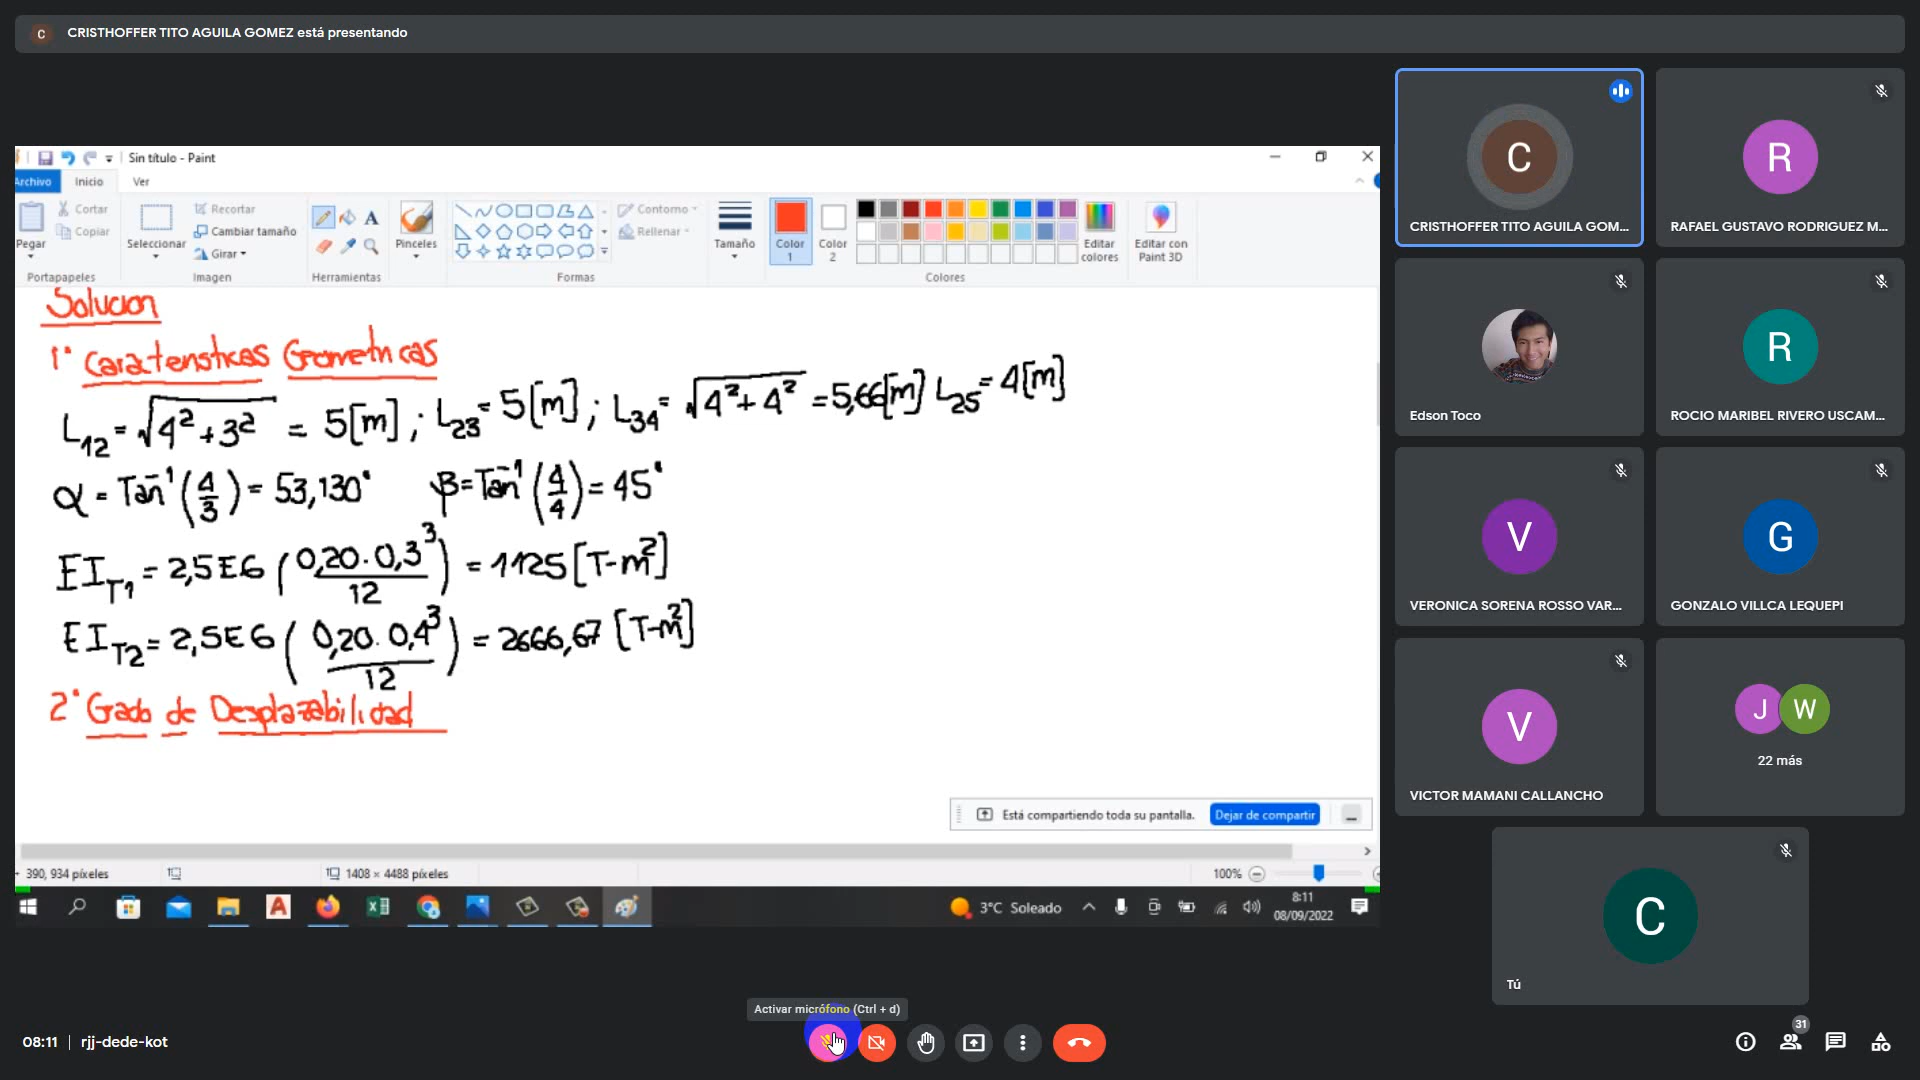 C CRISTHOFFER TITO AGUILA GOMEZ está presentando
Sin título - Paint
Archivo Inicio Ver
Pegar
Cortar
Copiar
Portapapeles
Seleccionar
Recortar
Cambiar tamaño
Girar
Imagen
A
Herramientas
Pinceles
Contorno
Rellenar
Formas
Tamaño
Color 1
Color 2
Editar colores
Editar con Paint 3D
Colores
Solucion
1° Carateristicas Geometricas
L12 = √4² + 3² = 5 [m] ; L23 = 5 [m] ; L34 = √4² + 4² = 5,66 [m] L25 = 4 [m]
α = Tan⁻¹ (4/3) = 53,130° β = Tan⁻¹ (4/4) = 45°
EI T1 = 2,5E6 (0,20 . 0,3³ / 12) = 1125 [T-m²]
EI T2 = 2,5E6 (0,20 . 0,4³ / 12) = 2666,67 [T-m²]
2° Grado de Desplazabilidad
Está compartiendo toda su pantalla. Dejar de compartir
390, 934 píxeles
1408 × 4488 píxeles
100%
3°C Soleado
8:11
08/09/2022
C
CRISTHOFFER TITO AGUILA GOM...
R
RAFAEL GUSTAVO RODRIGUEZ M...
Edson Toco
R
ROCIO MARIBEL RIVERO USCAM...
V
VERONICA SORENA ROSSO VAR...
G
GONZALO VILLCA LEQUEPI
V
VICTOR MAMANI CALLANCHO
J W
22 más
C
Tú
Activar micrófono (Ctrl + d)
08:11 | rjj-dede-kot
31